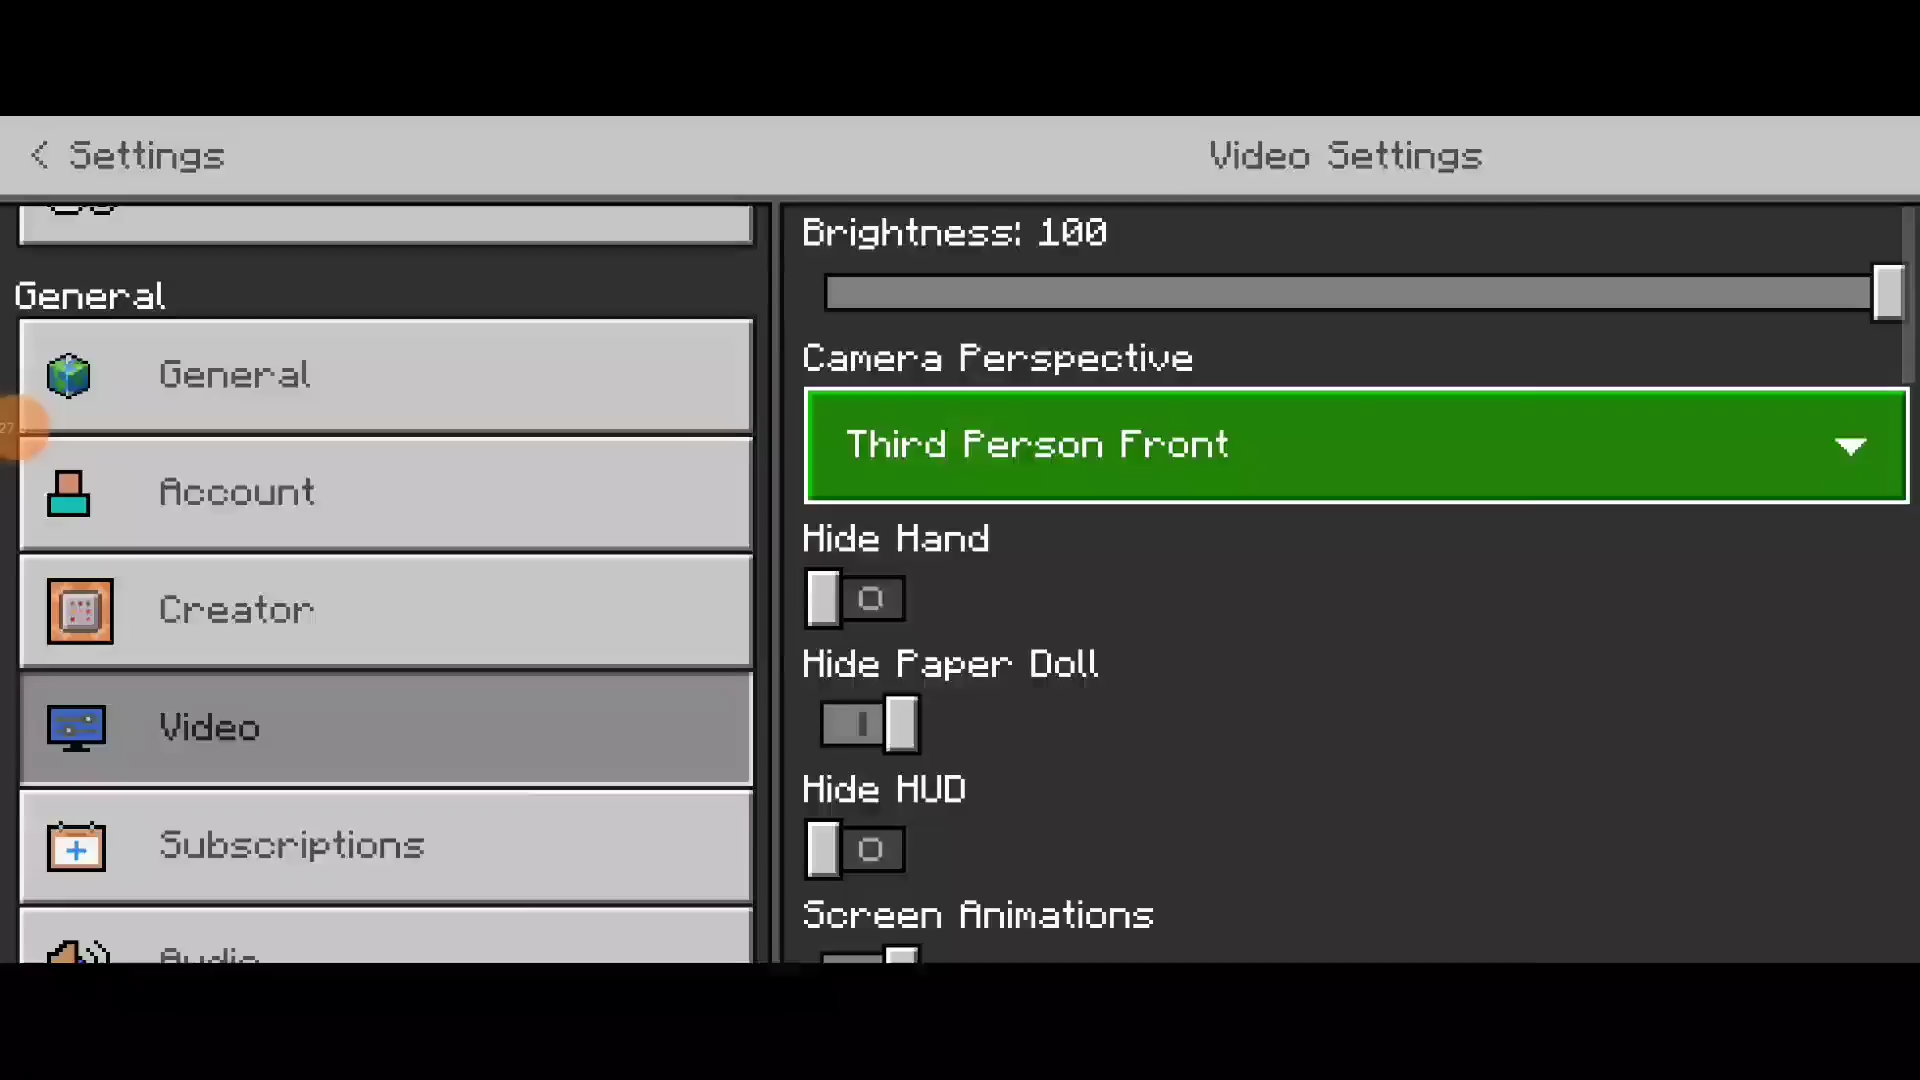 < Settings
Video Settings
General
General
Account
Creator
Video
Subscriptions
Audio
Brightness: 100
Camera Perspective
Third Person Front
Hide Hand
Hide Paper Doll
Hide HUD
Screen Animations